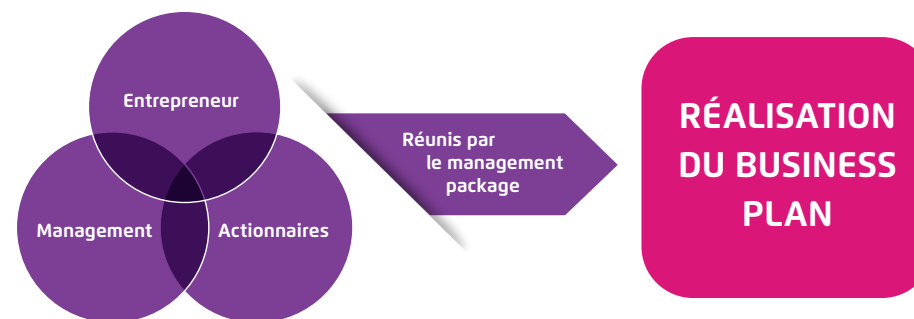 Entrepreneur
Management
Actionnaires
Réunis par
le management
package
RÉALISATION
DU BUSINESS
PLAN